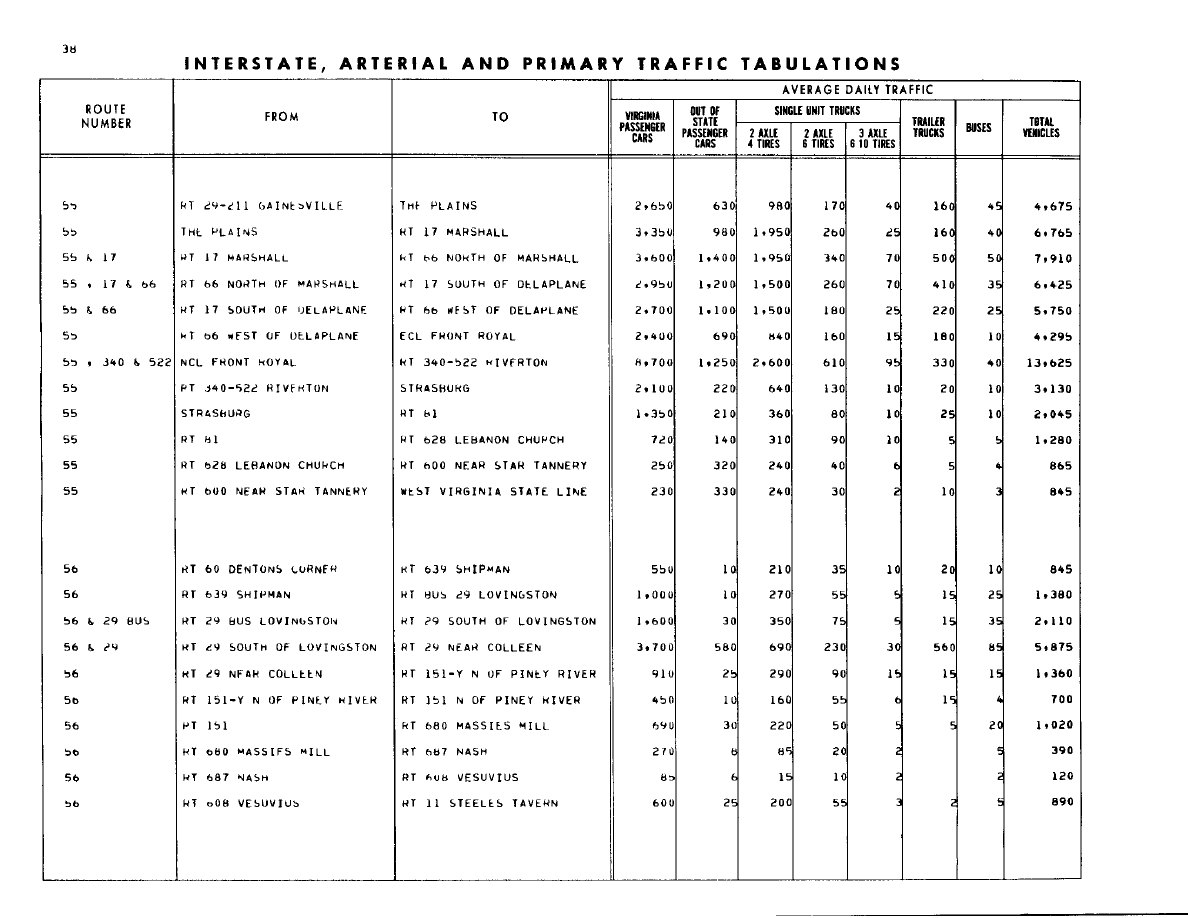 38
INTERSTATE, ARTERIAL AND PRIMARY TRAFFIC TABULATIONS
AVERAGE DAILY TRAFFIC
ROUTE NUMBER FROM TO VIRGINIA PASSENGER CARS OUT OF STATE PASSENGER CARS SINGLE UNIT TRUCKS 2 AXLE 4 TIRES 2 AXLE 6 TIRES 3 AXLE 6 10 TIRES TRAILER TRUCKS BUSES TOTAL VEHICLES
55 RT 29-211 GAINESVILLE THE PLAINS 2,650 630 980 170 40 160 45 4,675
55 THE PLAINS RT 17 MARSHALL 3,350 980 1,950 260 25 160 40 6,765
55 & 17 RT 17 MARSHALL RT 66 NORTH OF MARSHALL 3,600 1,400 1,950 340 70 500 50 7,910
55 , 17 & 66 RT 66 NORTH OF MARSHALL RT 17 SOUTH OF DELAPLANE 2,950 1,200 1,500 260 70 410 35 6,425
55 & 66 RT 17 SOUTH OF DELAPLANE RT 66 WEST OF DELAPLANE 2,700 1,100 1,500 180 25 220 25 5,750
55 RT 66 WEST OF DELAPLANE ECL FRONT ROYAL 2,400 690 840 160 15 180 10 4,295
55 , 340 & 522 NCL FRONT ROYAL RT 340-522 RIVERTON 8,700 1,250 2,600 610 95 330 40 13,625
55 RT 340-522 RIVERTON STRASBURG 2,100 220 640 130 10 20 10 3,130
55 STRASBURG RT 81 1,350 210 360 80 10 25 10 2,045
55 RT 81 RT 628 LEBANON CHURCH 720 140 310 90 10 5 5 1,280
55 RT 628 LEBANON CHURCH RT 600 NEAR STAR TANNERY 250 320 240 40 6 5 4 865
55 RT 600 NEAR STAR TANNERY WEST VIRGINIA STATE LINE 230 330 240 30 2 10 3 845
56 RT 60 DENTONS CORNER RT 639 SHIPMAN 550 10 210 35 10 20 10 845
56 RT 639 SHIPMAN RT BUS 29 LOVINGSTON 1,000 10 270 55 5 15 25 1,380
56 & 29 BUS RT 29 BUS LOVINGSTON RT 29 SOUTH OF LOVINGSTON 1,600 30 350 75 5 15 35 2,110
56 & 29 RT 29 SOUTH OF LOVINGSTON RT 29 NEAR COLLEEN 3,700 580 690 230 30 560 85 5,875
56 RT 29 NEAR COLLEEN RT 151-Y N OF PINEY RIVER 910 25 290 90 15 15 15 1,360
56 RT 151-Y N OF PINEY RIVER RT 151 N OF PINEY RIVER 450 10 160 55 6 15 4 700
56 RT 151 RT 680 MASSIES MILL 690 30 220 50 5 5 20 1,020
56 RT 680 MASSIES MILL RT 687 NASH 270 8 85 20 2 5 390
56 RT 687 NASH RT 608 VESUVIUS 85 6 15 10 2 2 120
56 RT 608 VESUVIUS RT 11 STEELES TAVERN 600 25 200 55 3 2 5 890